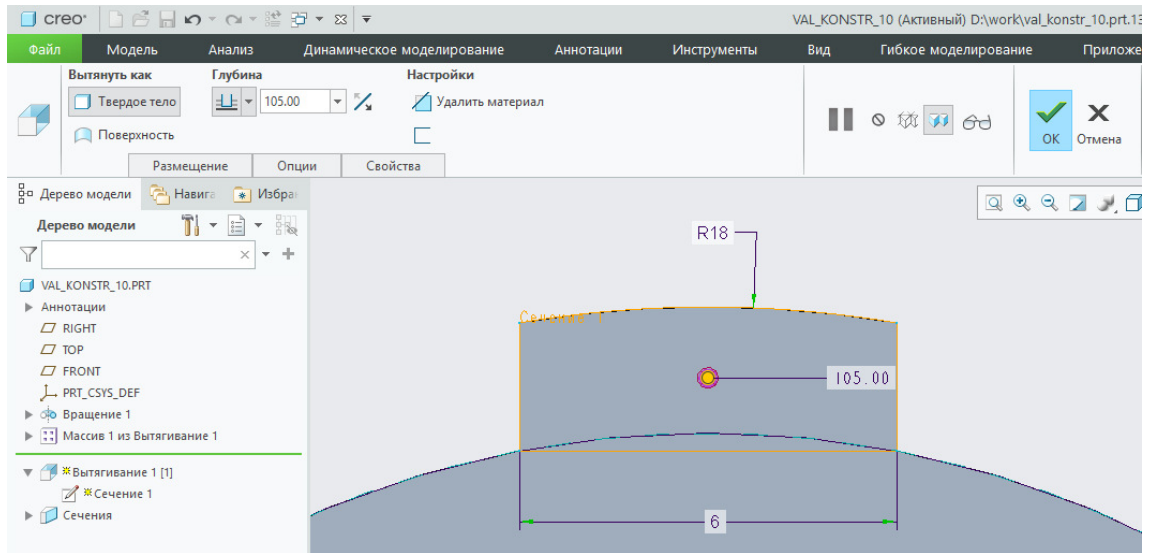 creo®
VAL_KONSTR_10 (Активный) D:\work\val_konstr_10.prt.13
Файл Модель Анализ Динамическое моделирование Аннотации Инструменты Вид Гибкое моделирование Приложе
Вытянуть как Глубина Настройки
Твердое тело 105.00 Удалить материал
Поверхность
OK Отмена
Размещение Опции Свойства
Дерево модели Навига Избра
Дерево модели
VAL_KONSTR_10.PRT
Аннотации
RIGHT
TOP
FRONT
PRT_CSYS_DEF
Вращение 1
Массив 1 из Вытягивание 1
Вытягивание 1 [1]
Сечение 1
Сечения
R18
Сечение 1
105.00
6